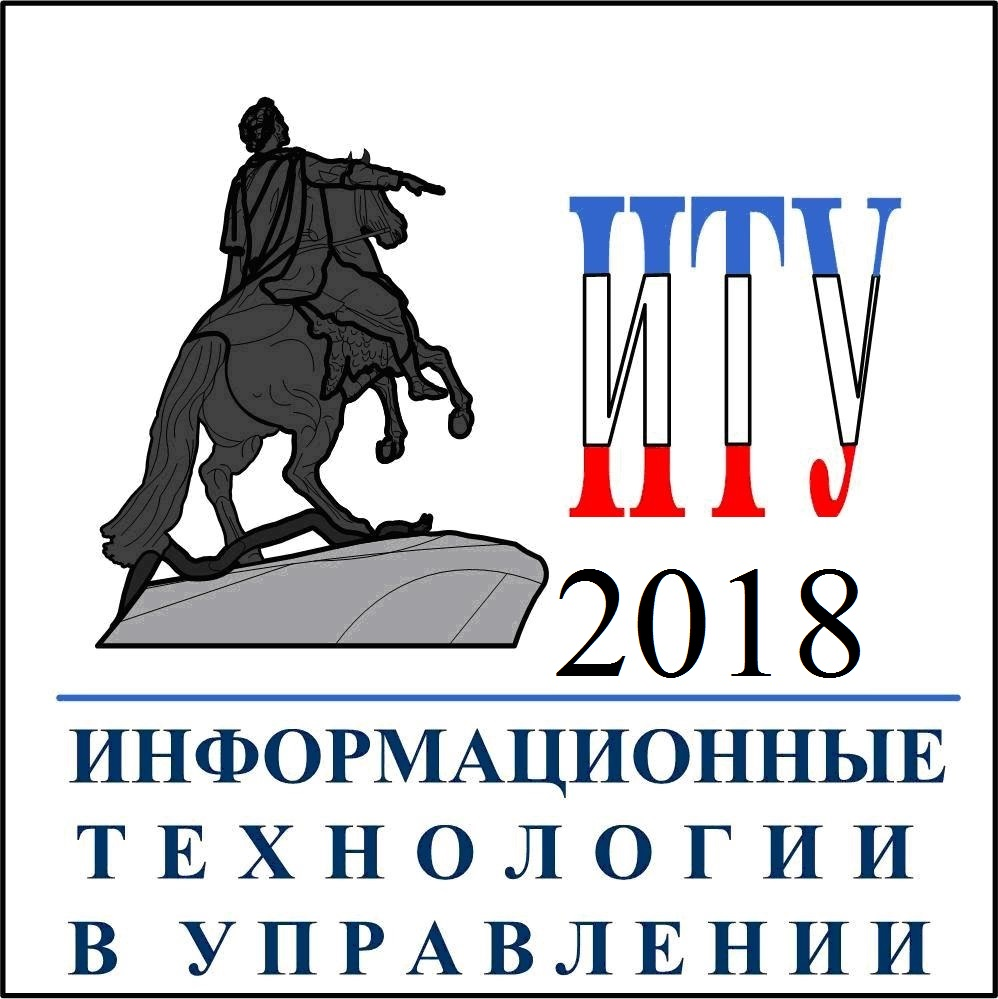 ИТУ
2018
ИНФОРМАЦИОННЫЕ
ТЕХНОЛОГИИ
В УПРАВЛЕНИИ